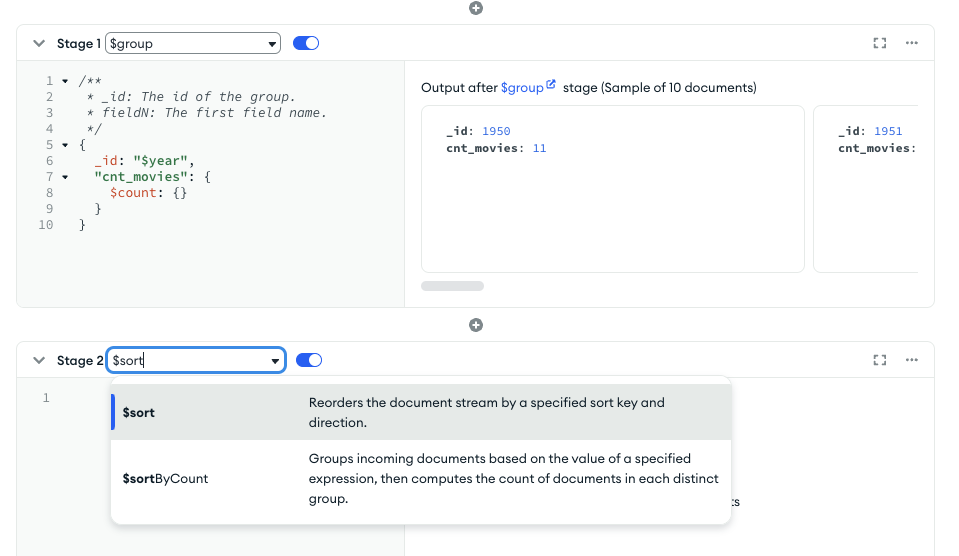 Stage 1 $group
1 /**
2 * _id: The id of the group.
3 * fieldN: The first field name.
4 */
5 {
6 _id: "$year",
7 "cnt_movies": {
8 $count: {}
9 }
10 }
Output after $group stage (Sample of 10 documents)
_id: 1950
cnt_movies: 11
_id: 1951
cnt_movies:
Stage 2 $sort
1
$sort
Reorders the document stream by a specified sort key and
direction.
$sortByCount
Groups incoming documents based on the value of a specified
expression, then computes the count of documents in each distinct
group.
ts